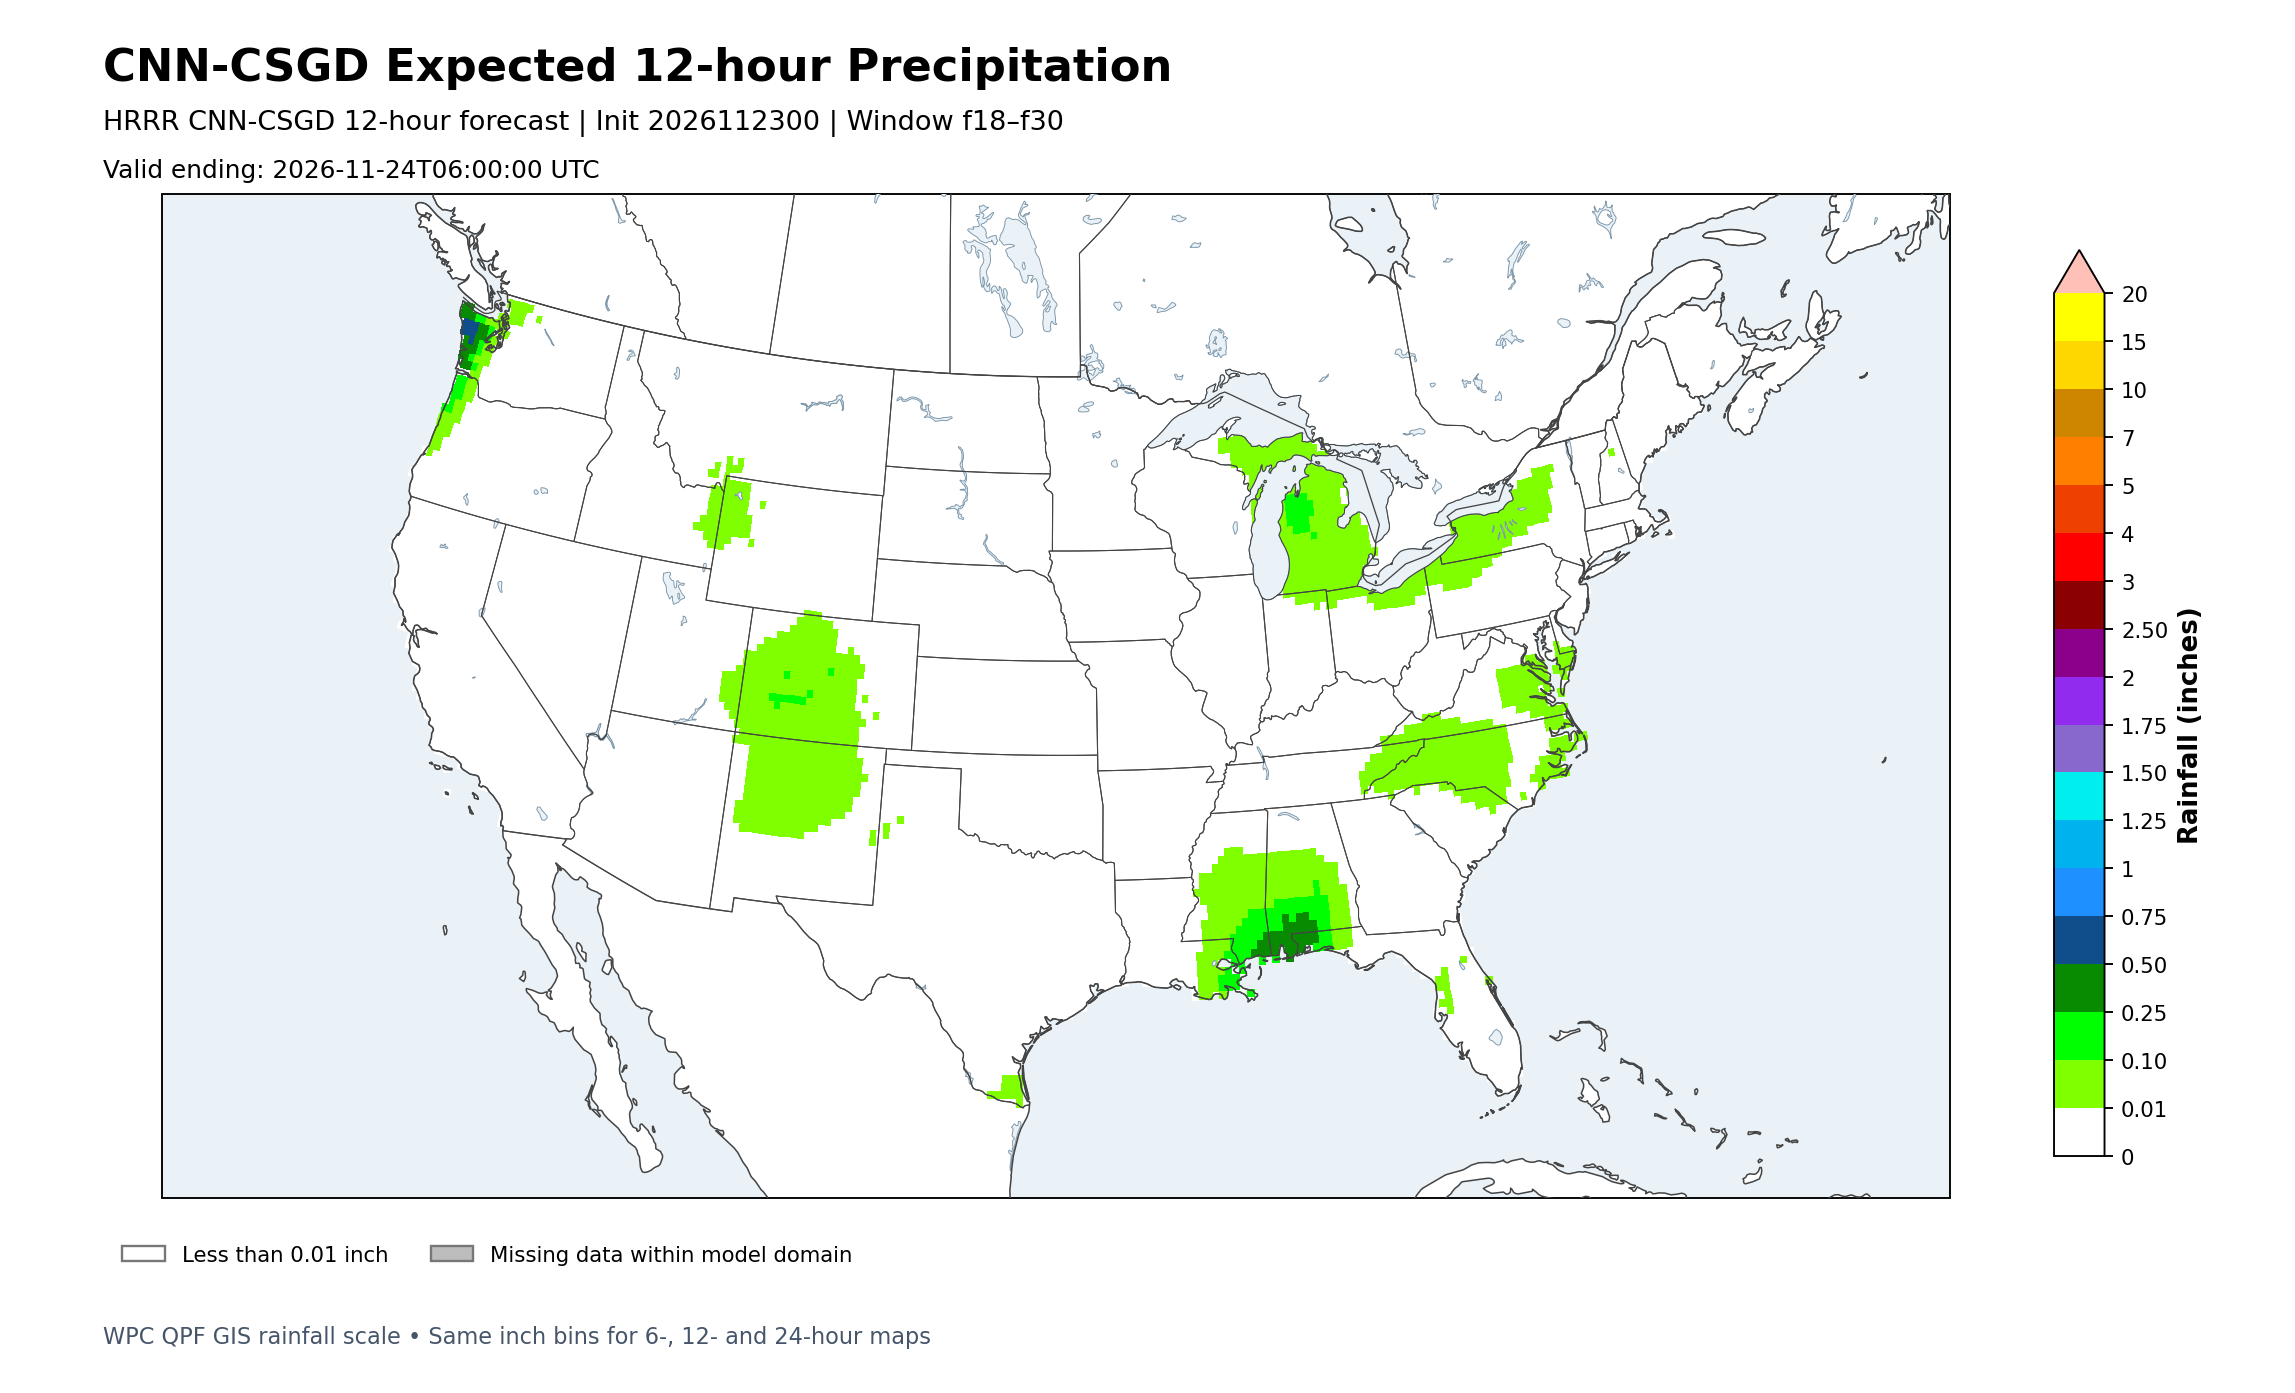 CNN-CSGD Expected 12-hour Precipitation
HRRR CNN-CSGD 12-hour forecast | Init 2026112300 | Window f18–f30
Valid ending: 2026-11-24T06:00:00 UTC
20
15
10
7
5
4
3
2.50
2
1.75
1.50
1.25
1
0.75
0.50
0.25
0.10
0.01
0
Rainfall (inches)
Less than 0.01 inch
Missing data within model domain
WPC QPF GIS rainfall scale • Same inch bins for 6-, 12- and 24-hour maps